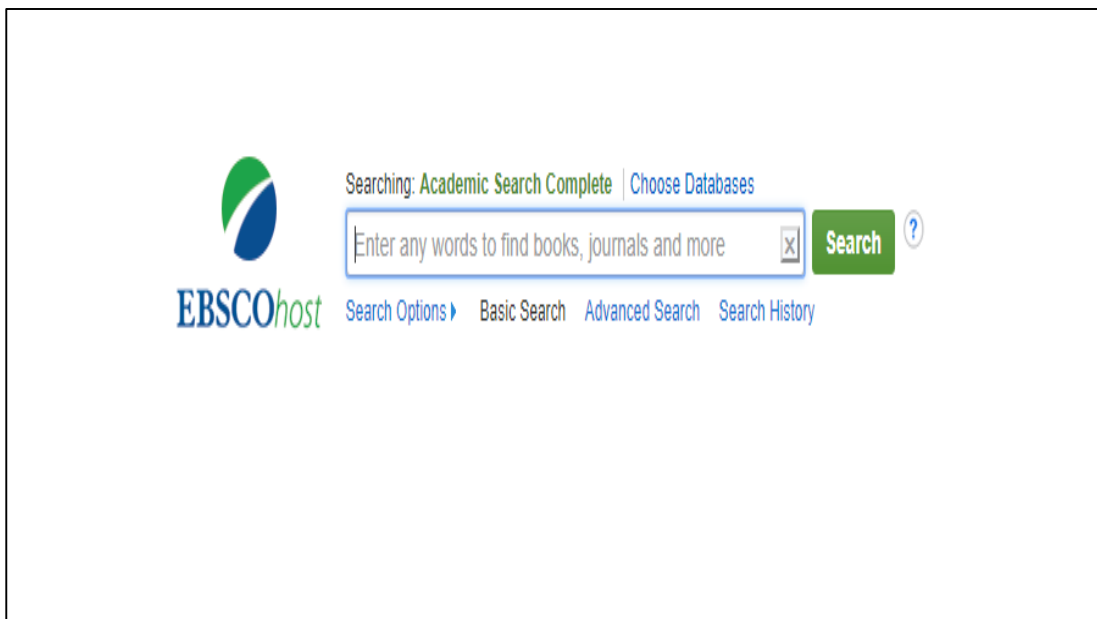 Searching: Academic Search Complete Choose Databases
Enter any words to find books, journals and more x Search ?
EBSCOhost
Search Options Basic Search Advanced Search Search History